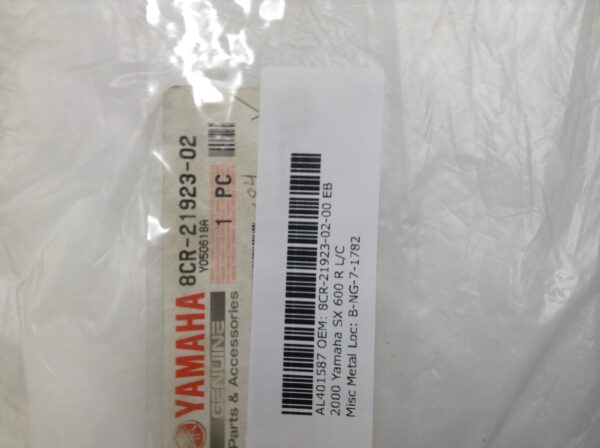 8CR-21923-02
Y050618A
1 PC
YAMAHA
GENUINE
Parts & Accessories
04
AL401587 OEM: 8CR-21923-02-00 EB
2000 Yamaha SX 600 R L/C
Misc Metal Loc: B-NG-7-1782